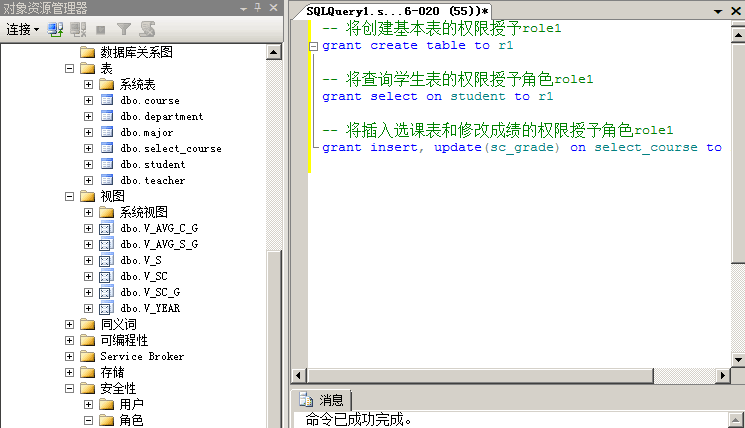 对象资源管理器
连接
数据库关系图
表
系统表
dbo.course
dbo.department
dbo.major
dbo.select_course
dbo.student
dbo.teacher
视图
系统视图
dbo.V_AVG_C_G
dbo.V_AVG_S_G
dbo.V_S
dbo.V_SC
dbo.V_SC_G
dbo.V_YEAR
同义词
可编程性
Service Broker
存储
安全性
用户
角色
SQLQuery1.s...6-020 (55))*
-- 将创建基本表的权限授予role1
grant create table to r1
-- 将查询学生表的权限授予角色role1
grant select on student to r1
-- 将插入选课表和修改成绩的权限授予角色role1
grant insert, update(sc_grade) on select_course to
消息
命令已成功完成。